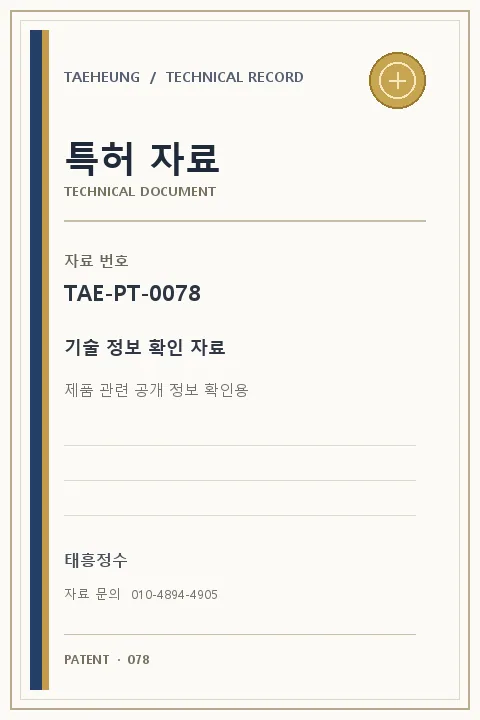 TAEHEUNG / TECHNICAL RECORD
특허 자료
TECHNICAL DOCUMENT
자료 번호
TAE-PT-0078
기술 정보 확인 자료
제품 관련 공개 정보 확인용
태흥정수
자료 문의 010-4894-4905
PATENT · 078